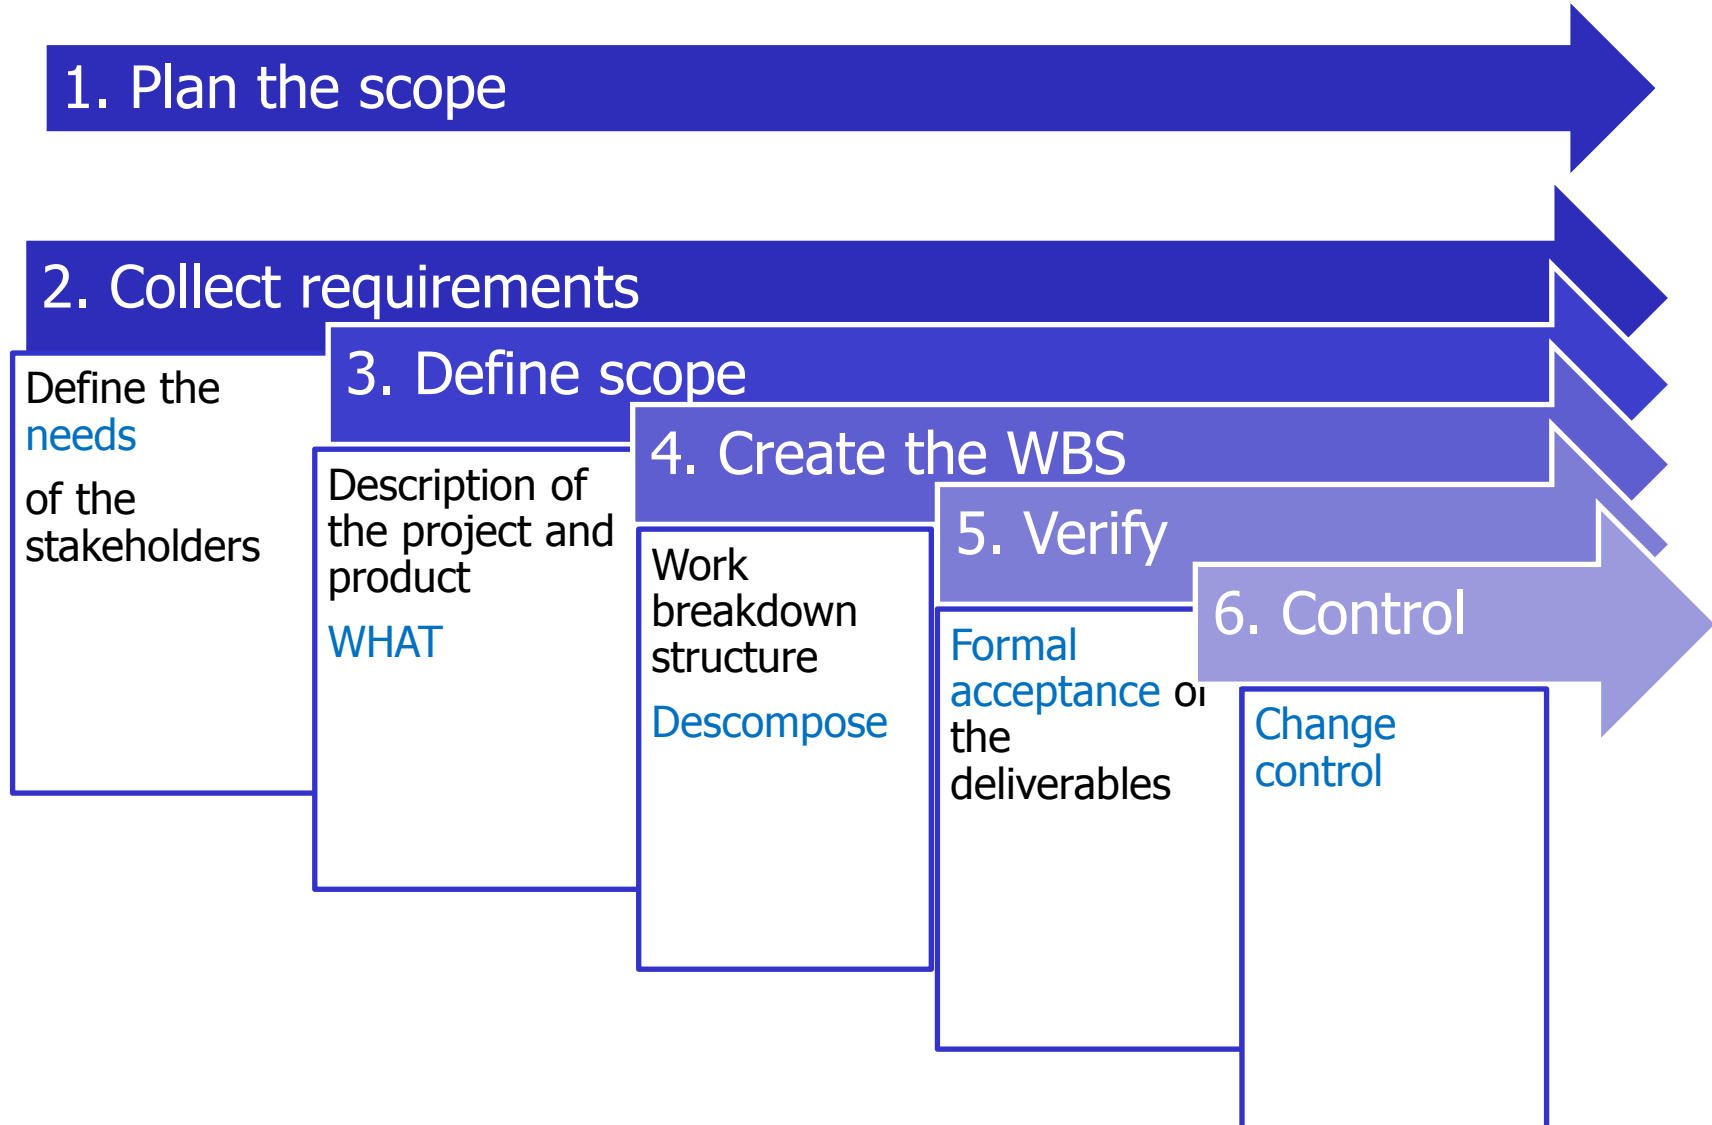 1. Plan the scope
2. Collect requirements
Define the
needs
of the
stakeholders
3. Define scope
Description of
the project and
product
WHAT
4. Create the WBS
Work
breakdown
structure
Descompose
5. Verify
Formal
acceptance of
the
deliverables
6. Control
Change
control